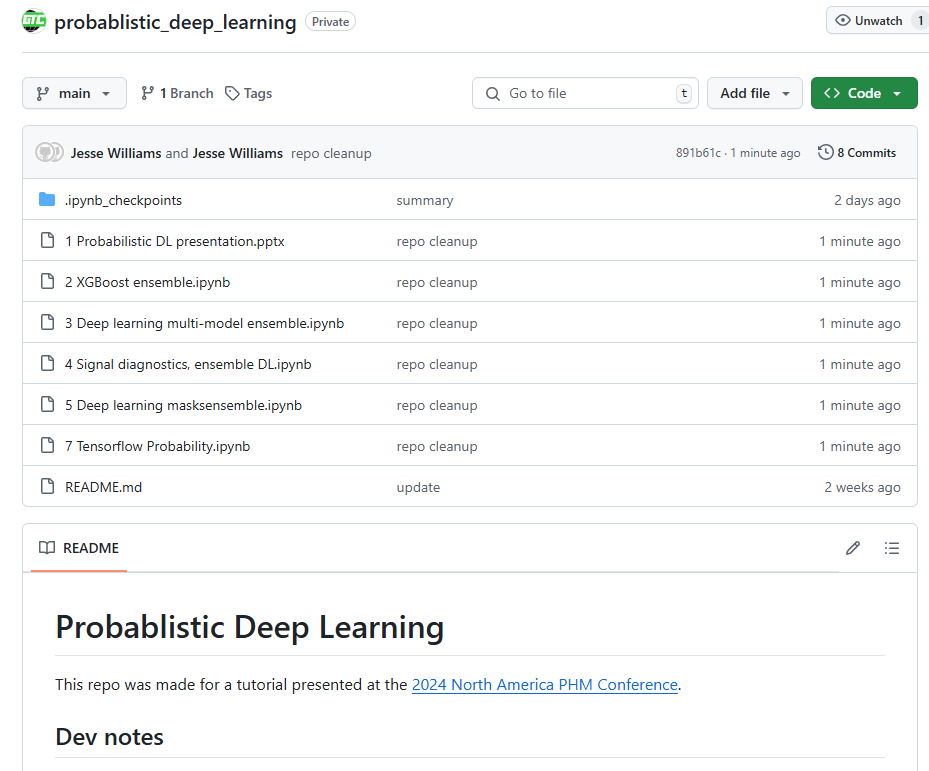 probablistic_deep_learning Private Unwatch 1
main 1 Branch Tags Go to file t Add file Code
Jesse Williams and Jesse Williams repo cleanup 891b61c · 1 minute ago 8 Commits
.ipynb_checkpoints summary 2 days ago
1 Probabilistic DL presentation.pptx repo cleanup 1 minute ago
2 XGBoost ensemble.ipynb repo cleanup 1 minute ago
3 Deep learning multi-model ensemble.ipynb repo cleanup 1 minute ago
4 Signal diagnostics, ensemble DL.ipynb repo cleanup 1 minute ago
5 Deep learning masksensemble.ipynb repo cleanup 1 minute ago
7 Tensorflow Probability.ipynb repo cleanup 1 minute ago
README.md update 2 weeks ago
README
Probablistic Deep Learning
This repo was made for a tutorial presented at the 2024 North America PHM Conference.
Dev notes